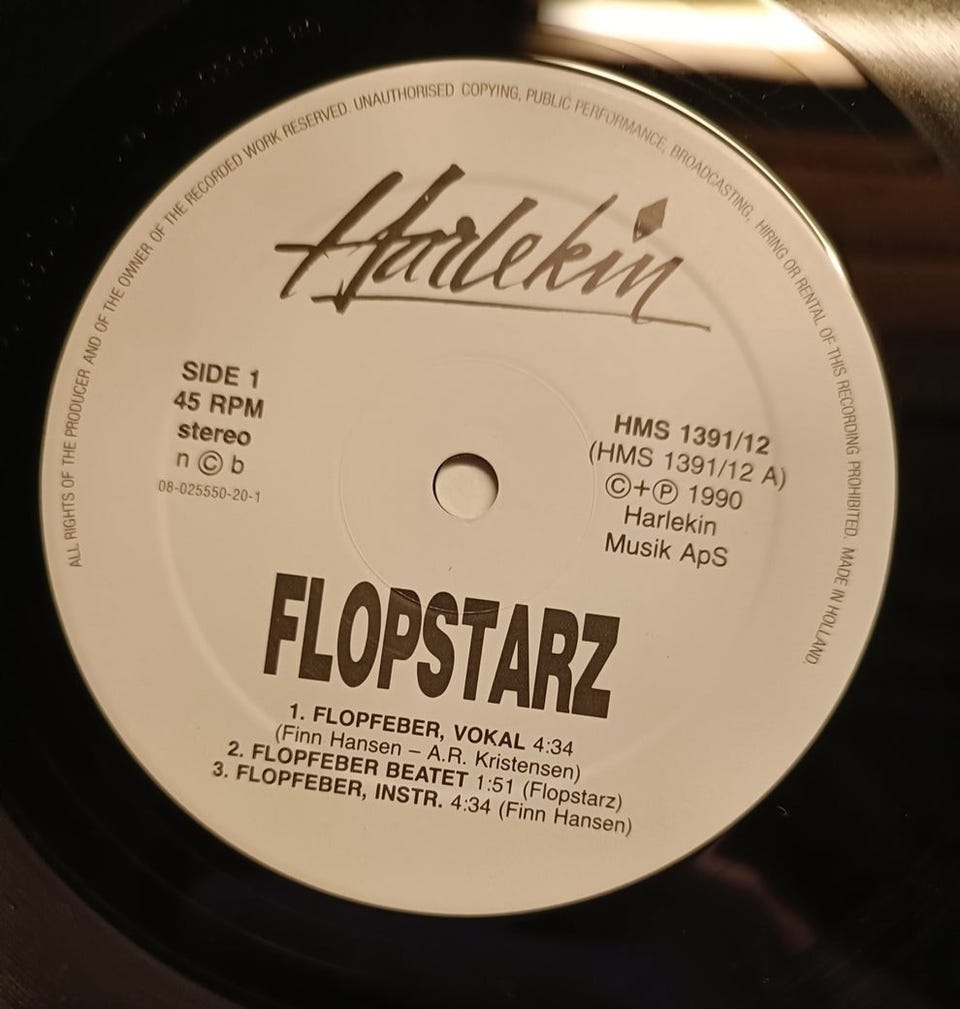 ALL RIGHTS OF THE PRODUCER AND OF THE OWNER OF THE RECORDED WORK RESERVED. UNAUTHORISED COPYING, PUBLIC PERFORMANCE, BROADCASTING, HIRING OR RENTAL OF THIS RECORDING PROHIBITED. MADE IN HOLLAND.
Harlekin
SIDE 1
45 RPM
stereo
n © b
08-025550-20-1
HMS 1391/12
(HMS 1391/12 A)
©+℗ 1990
Harlekin
Musik ApS
FLOPSTARZ
1. FLOPFEBER, VOKAL 4:34
(Finn Hansen – A.R. Kristensen)
2. FLOPFEBER BEATET 1:51 (Flopstarz)
3. FLOPFEBER, INSTR. 4:34 (Finn Hansen)